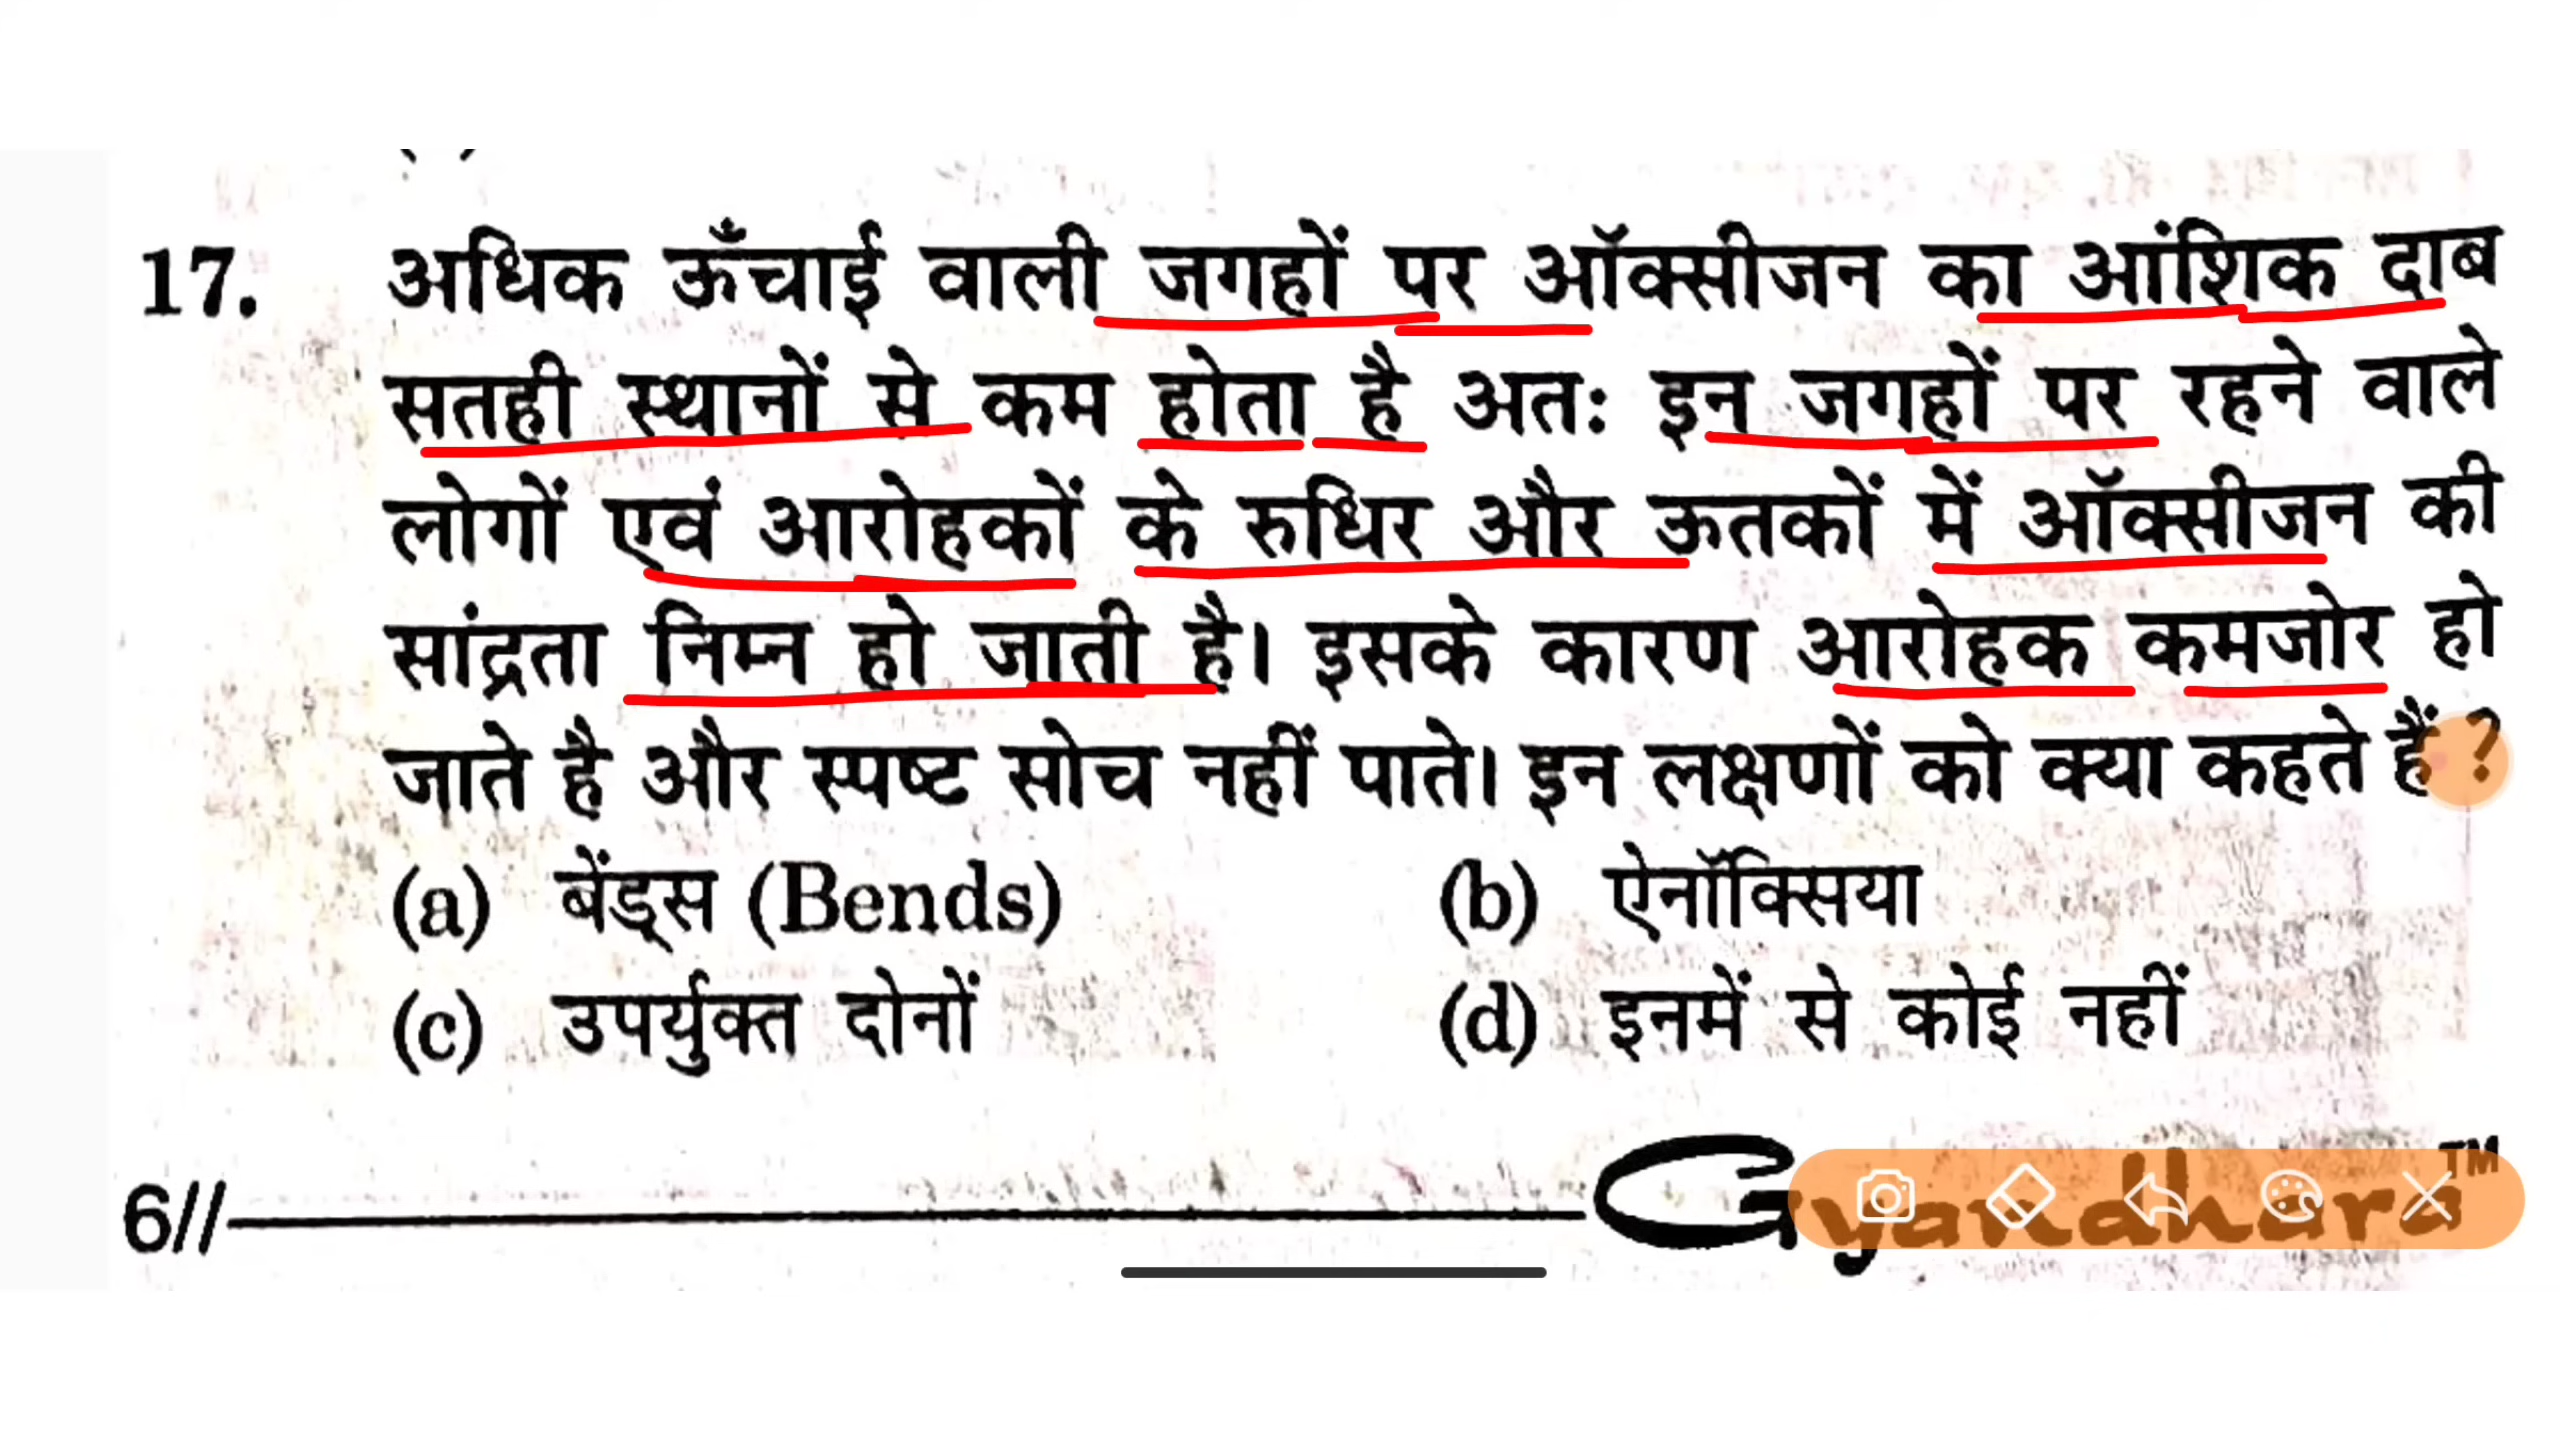 17. अधिक ऊँचाई वाली जगहों पर ऑक्सीजन का आंशिक दाब
सतही स्थानों से कम होता है अतः इन जगहों पर रहने वाले
लोगों एवं आरोहकों के रुधिर और ऊतकों में ऑक्सीजन की
सांद्रता निम्न हो जाती है। इसके कारण आरोहक कमजोर हो
जाते है और स्पष्ट सोच नहीं पाते। इन लक्षणों को क्या कहते हैं ?
(a) बेंड्स (Bends) (b) ऐनॉक्सिया
(c) उपर्युक्त दोनों (d) इनमें से कोई नहीं
6// Gyandhara™